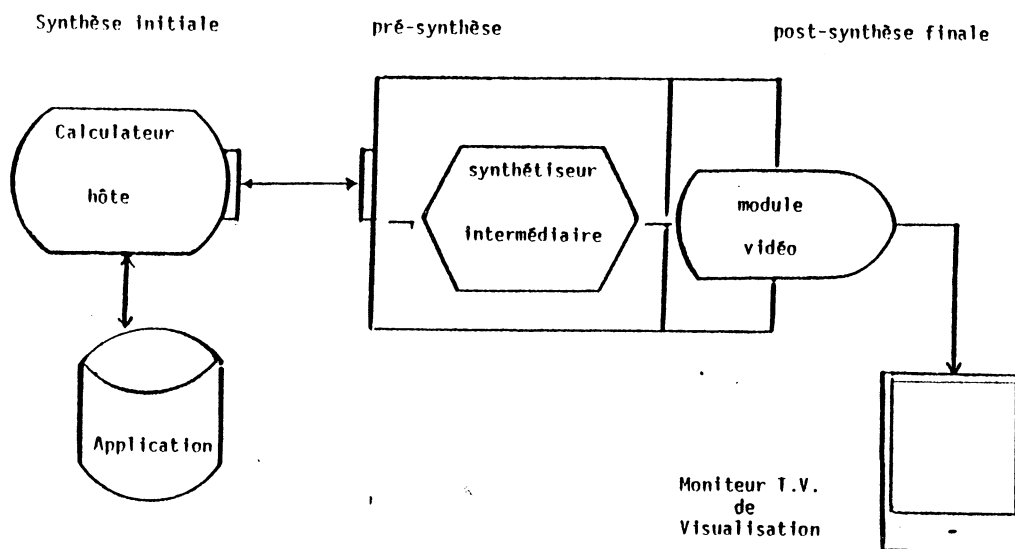 Synthèse initiale
pré-synthèse
post-synthèse finale
Calculateur
hôte
synthétiseur
intermédiaire
module
vidéo
Application
Moniteur T.V.
de
Visualisation